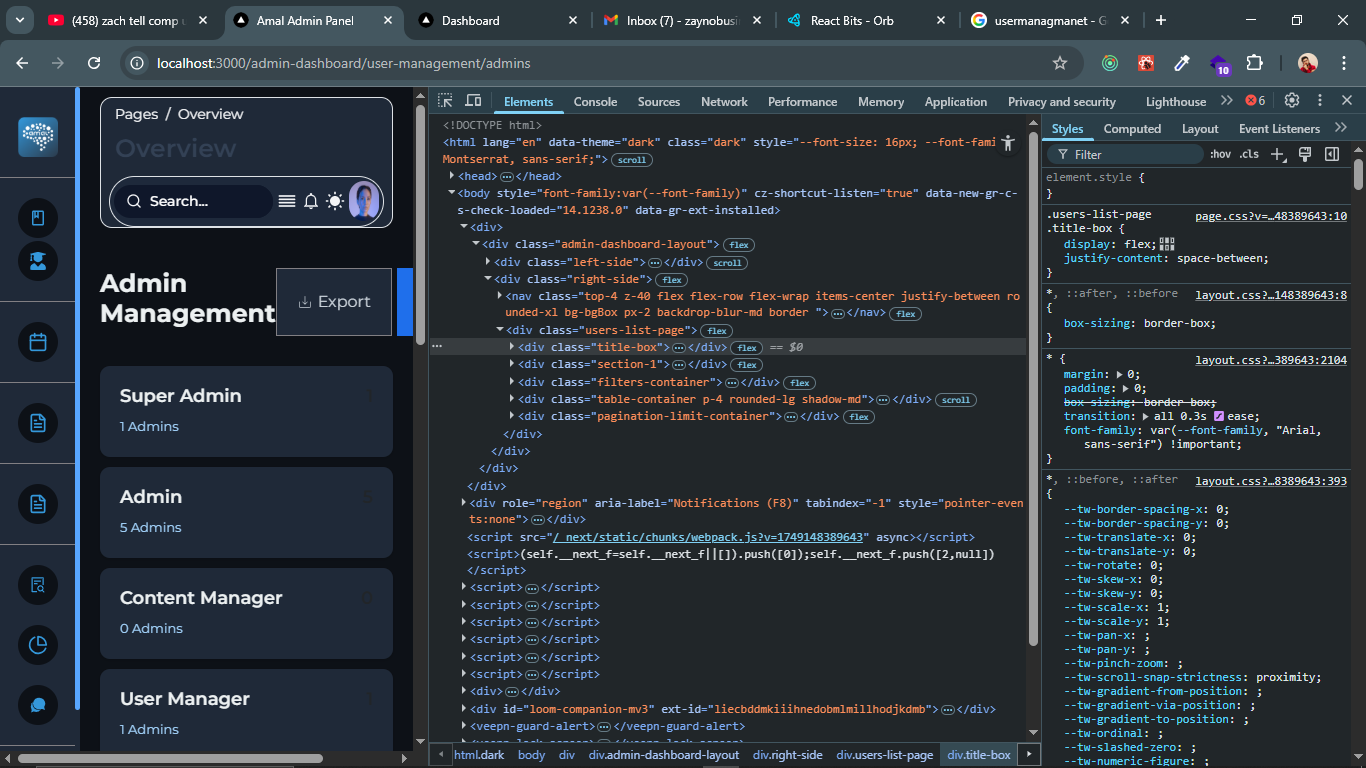 (458) zach tell comp u
Amal Admin Panel
Dashboard
Inbox (7) - zaynobusi
React Bits - Orb
usermanagmanet - G
localhost:3000/admin-dashboard/user-management/admins
10
Pages / Overview
Overview
Search...
Admin
Management
Export
Super Admin
1
1 Admins
Admin
5
5 Admins
Content Manager
0
0 Admins
User Manager
1
1 Admins
Elements
Console
Sources
Network
Performance
Memory
Application
Privacy and security
Lighthouse
6
<!DOCTYPE html>
<html lang="en" data-theme="dark" class="dark" style="--font-size: 16px; --font-fami
Montserrat, sans-serif;"> scroll
<head> </head>
<body style="font-family:var(--font-family)" cz-shortcut-listen="true" data-new-gr-c-
s-check-loaded="14.1238.0" data-gr-ext-installed>
<div>
<div class="admin-dashboard-layout"> flex
<div class="left-side"> </div> scroll
<div class="right-side"> flex
<nav class="top-4 z-40 flex flex-row flex-wrap items-center justify-between ro
unded-xl bg-bgBox px-2 backdrop-blur-md border "> </nav> flex
<div class="users-list-page"> flex
<div class="title-box"> </div> flex == $0
<div class="section-1"> </div> flex
<div class="filters-container"> </div> flex
<div class="table-container p-4 rounded-lg shadow-md"> </div> scroll
<div class="pagination-limit-container"> </div> flex
</div>
</div>
</div>
</div>
<div role="region" aria-label="Notifications (F8)" tabindex="-1" style="pointer-even
ts:none"> </div>
<script src="/_next/static/chunks/webpack.js?v=1749148389643" async></script>
<script>(self.__next_f=self.__next_f||[]).push([0]);self.__next_f.push([2,null])
</script>
<script> </script>
<script> </script>
<script> </script>
<script> </script>
<script> </script>
<script> </script>
<div> </div>
<div id="loom-companion-mv3" ext-id="liecbddmkiiihnedobmlmillhodjkdmb"> </div>
<veepn-guard-alert> </veepn-guard-alert>
html.dark
body
div
div.admin-dashboard-layout
div.right-side
div.users-list-page
div.title-box
Styles
Computed
Layout
Event Listeners
Filter
:hov .cls
element.style {
}
.users-list-page page.css?v=…48389643:10
.title-box {
display: flex;
justify-content: space-between;
}
*, ::after, ::before layout.css?…148389643:8
{
box-sizing: border-box;
}
* { layout.css?…389643:2104
margin: 0;
padding: 0;
box-sizing: border-box;
transition: all 0.3s ease;
font-family: var(--font-family, "Arial,
sans-serif") !important;
}
*, ::before, ::after layout.css?…8389643:393
{
--tw-border-spacing-x: 0;
--tw-border-spacing-y: 0;
--tw-translate-x: 0;
--tw-translate-y: 0;
--tw-rotate: 0;
--tw-skew-x: 0;
--tw-skew-y: 0;
--tw-scale-x: 1;
--tw-scale-y: 1;
--tw-pan-x: ;
--tw-pan-y: ;
--tw-pinch-zoom: ;
--tw-scroll-snap-strictness: proximity;
--tw-gradient-from-position: ;
--tw-gradient-via-position: ;
--tw-gradient-to-position: ;
--tw-ordinal: ;
--tw-slashed-zero: ;
--tw-numeric-figure: ;